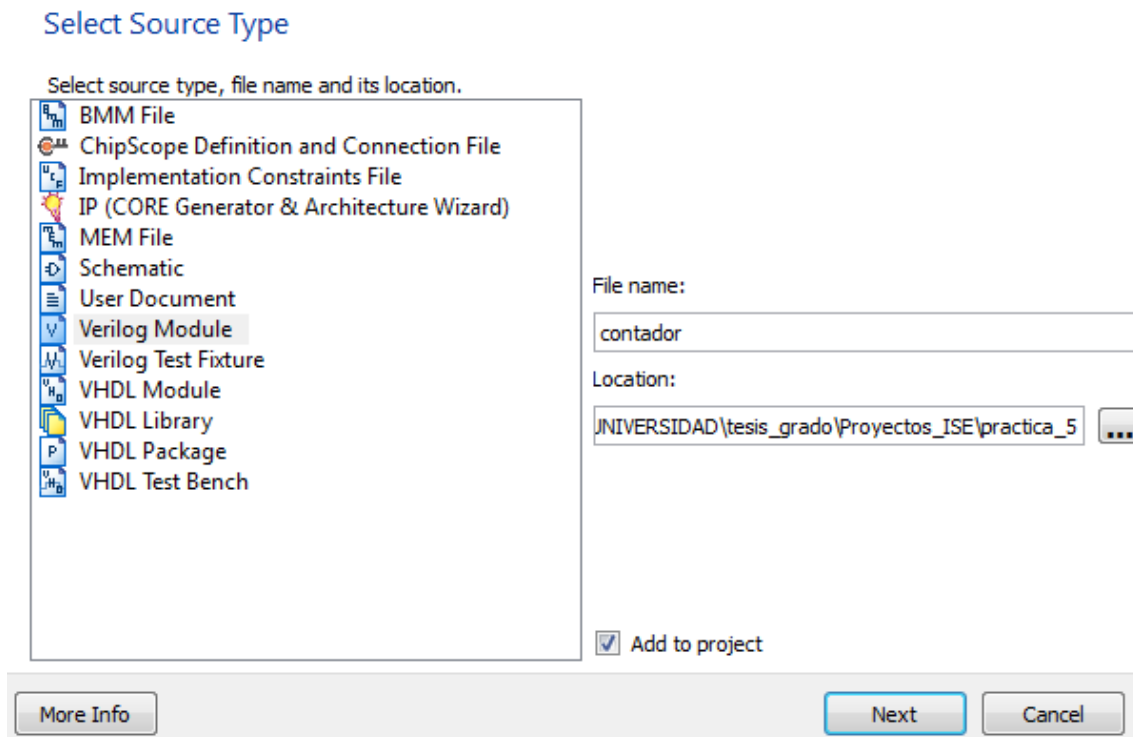 Select Source Type
Select source type, file name and its location.
BMM File
ChipScope Definition and Connection File
Implementation Constraints File
IP (CORE Generator & Architecture Wizard)
MEM File
Schematic
User Document
Verilog Module
Verilog Test Fixture
VHDL Module
VHDL Library
VHDL Package
VHDL Test Bench
File name:
contador
Location:
UNIVERSIDAD\tesis_grado\Proyectos_ISE\practica_5
...
Add to project
More Info
Next
Cancel